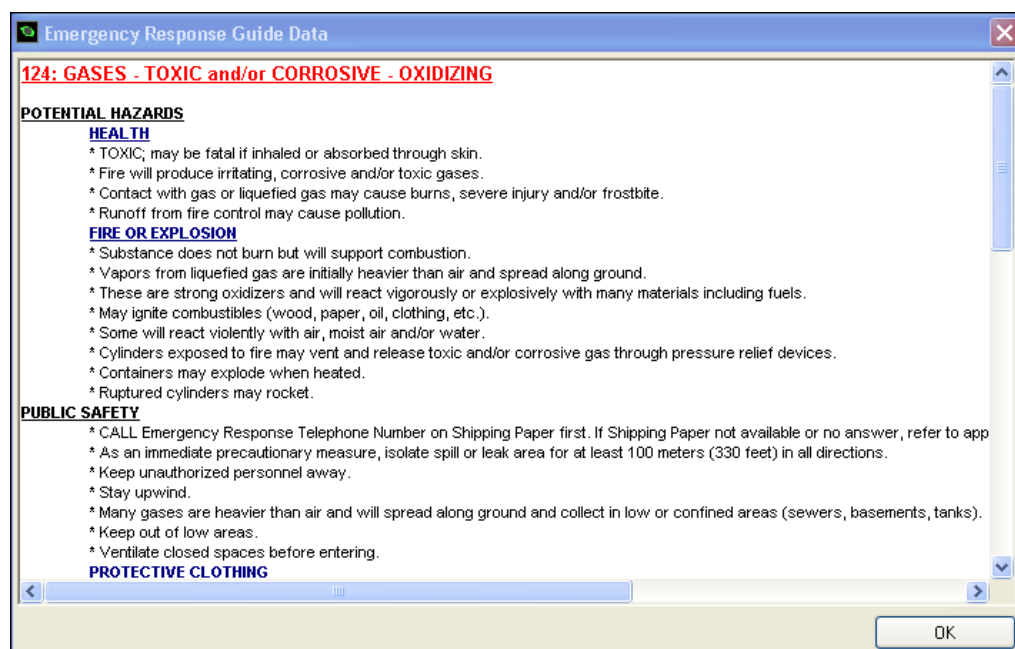 Emergency Response Guide Data
124: GASES - TOXIC and/or CORROSIVE - OXIDIZING
POTENTIAL HAZARDS
HEALTH
* TOXIC; may be fatal if inhaled or absorbed through skin.
* Fire will produce irritating, corrosive and/or toxic gases.
* Contact with gas or liquefied gas may cause burns, severe injury and/or frostbite.
* Runoff from fire control may cause pollution.
FIRE OR EXPLOSION
* Substance does not burn but will support combustion.
* Vapors from liquefied gas are initially heavier than air and spread along ground.
* These are strong oxidizers and will react vigorously or explosively with many materials including fuels.
* May ignite combustibles (wood, paper, oil, clothing, etc.).
* Some will react violently with air, moist air and/or water.
* Cylinders exposed to fire may vent and release toxic and/or corrosive gas through pressure relief devices.
* Containers may explode when heated.
* Ruptured cylinders may rocket.
PUBLIC SAFETY
* CALL Emergency Response Telephone Number on Shipping Paper first. If Shipping Paper not available or no answer, refer to app
* As an immediate precautionary measure, isolate spill or leak area for at least 100 meters (330 feet) in all directions.
* Keep unauthorized personnel away.
* Stay upwind.
* Many gases are heavier than air and will spread along ground and collect in low or confined areas (sewers, basements, tanks).
* Keep out of low areas.
* Ventilate closed spaces before entering.
PROTECTIVE CLOTHING
OK